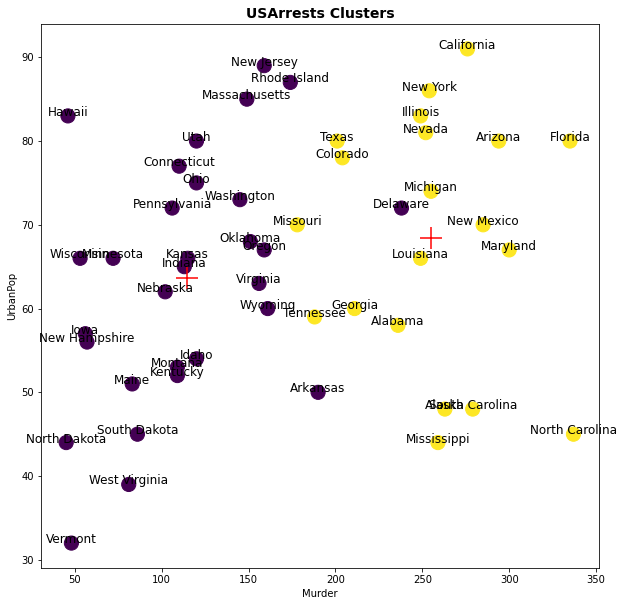 USArrests Clusters
90
80
70
60
50
40
30
UrbanPop
California
New Jersey
Rhode Island
New York
Massachusetts
Hawaii
Illinois
Nevada
Utah
Texas
Arizona
Florida
Connecticut
Colorado
Ohio
Michigan
Washington
Pennsylvania
Delaware
Missouri
New Mexico
Oklahoma
Oregon
Maryland
Wisconsin
Minnesota
Kansas
Louisiana
Indiana
Virginia
Nebraska
Wyoming
Georgia
Tennessee
Alabama
Iowa
New Hampshire
Idaho
Montana
Kentucky
Maine
Arkansas
Alaska
South Carolina
South Dakota
North Carolina
North Dakota
Mississippi
West Virginia
Vermont
50
100
150
200
250
300
350
Murder